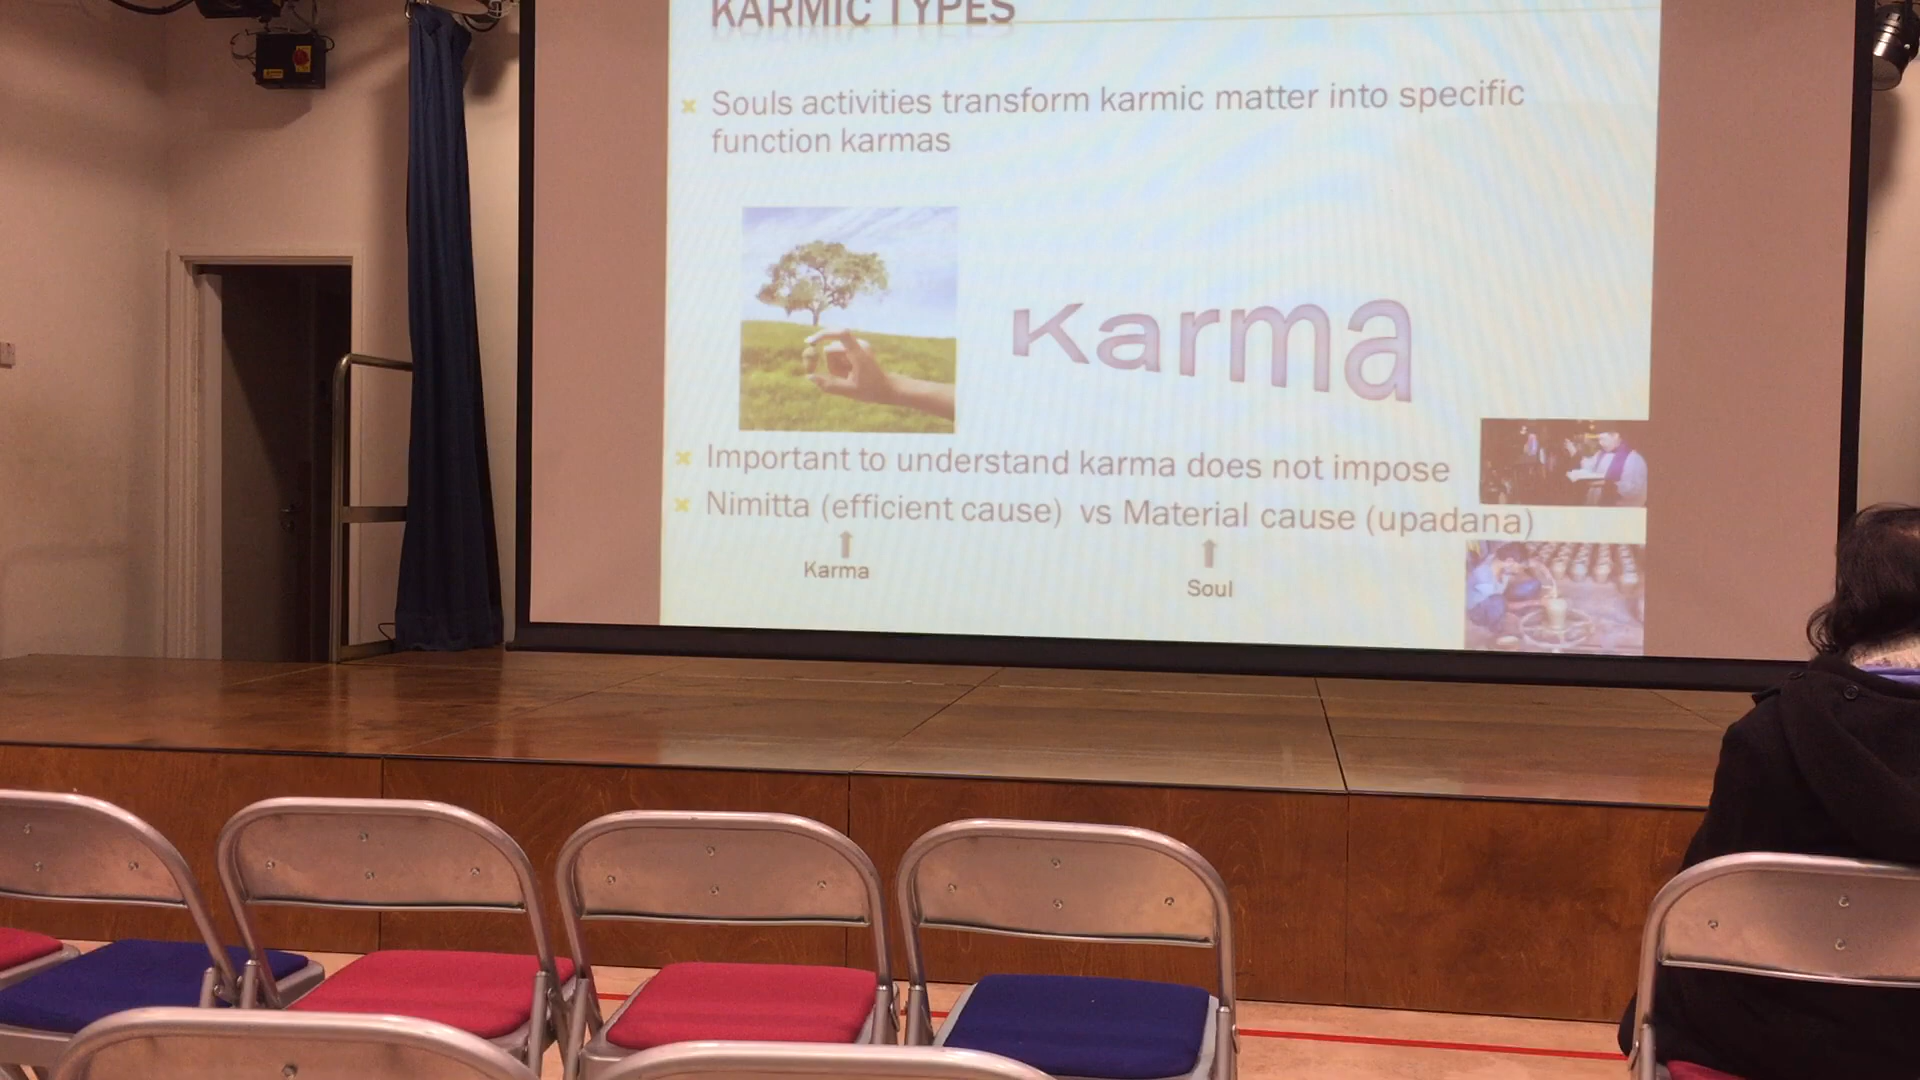 KARMIC TYPES
Souls activities transform karmic matter into specific
function karmas
Karma
Important to understand karma does not impose
Nimitta (efficient cause) vs Material cause (upadana)
Karma
Soul